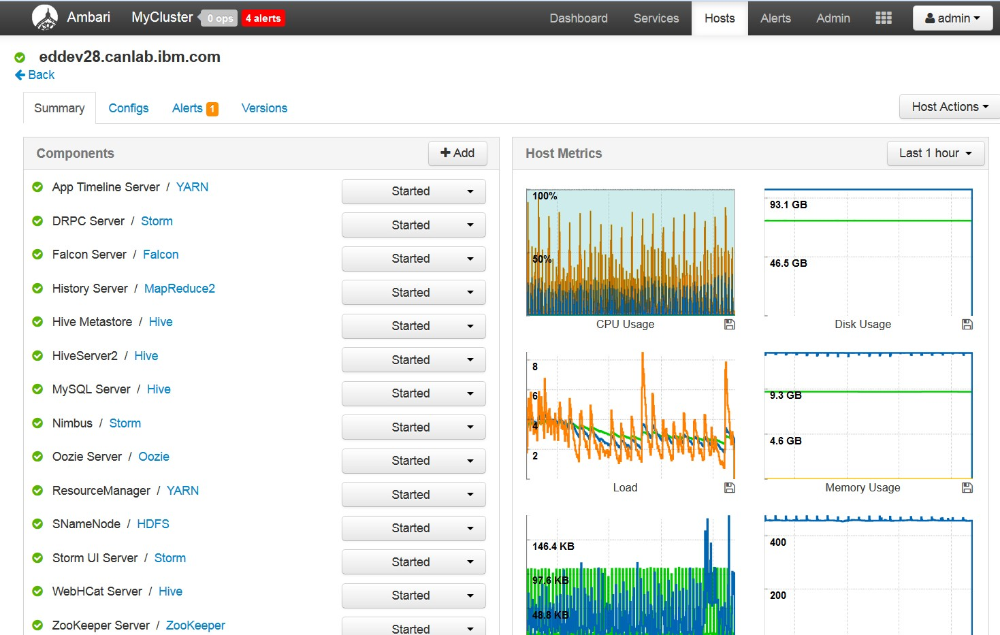 Ambari MyCluster 0 ops 4 alerts Dashboard Services Hosts Alerts Admin admin
eddev28.canlab.ibm.com
Back
Summary Configs Alerts 1 Versions Host Actions
Components Add Host Metrics Last 1 hour
App Timeline Server / YARN Started
DRPC Server / Storm Started
Falcon Server / Falcon Started
History Server / MapReduce2 Started
Hive Metastore / Hive Started
HiveServer2 / Hive Started
MySQL Server / Hive Started
Nimbus / Storm Started
Oozie Server / Oozie Started
ResourceManager / YARN Started
SNameNode / HDFS Started
Storm UI Server / Storm Started
WebHCat Server / Hive Started
ZooKeeper Server / ZooKeeper Started
100%
50%
CPU Usage
93.1 GB
46.5 GB
Disk Usage
8
6
4
2
Load
9.3 GB
4.6 GB
Memory Usage
146.4 KB
97.6 KB
48.8 KB
400
200